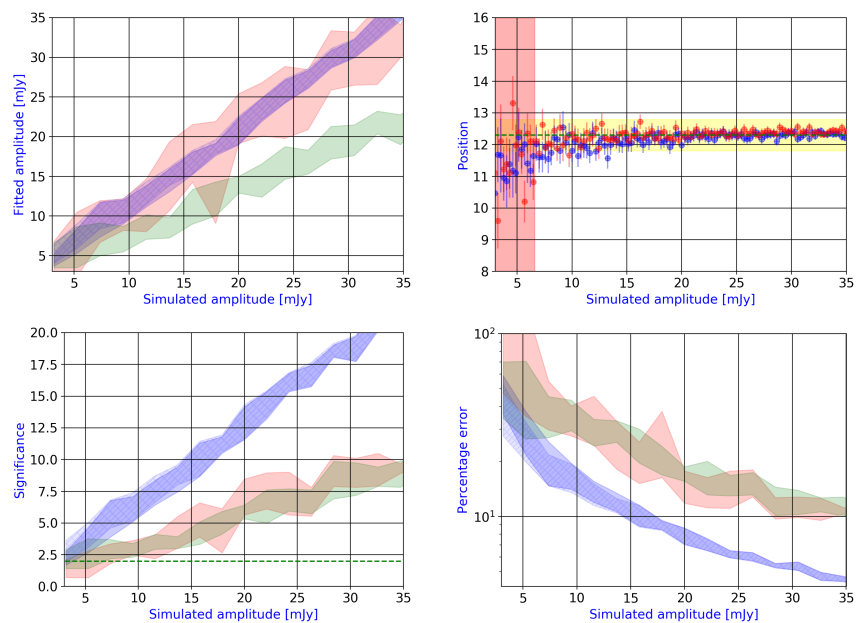 35
30
25
20
15
10
5
Fitted amplitude [mJy]
5 10 15 20 25 30 35
Simulated amplitude [mJy]
16
15
14
13
12
11
10
9
8
Position
5 10 15 20 25 30 35
Simulated amplitude [mJy]
20.0
17.5
15.0
12.5
10.0
7.5
5.0
2.5
0.0
Significance
5 10 15 20 25 30 35
Simulated amplitude [mJy]
10²
10¹
Percentage error
5 10 15 20 25 30 35
Simulated amplitude [mJy]